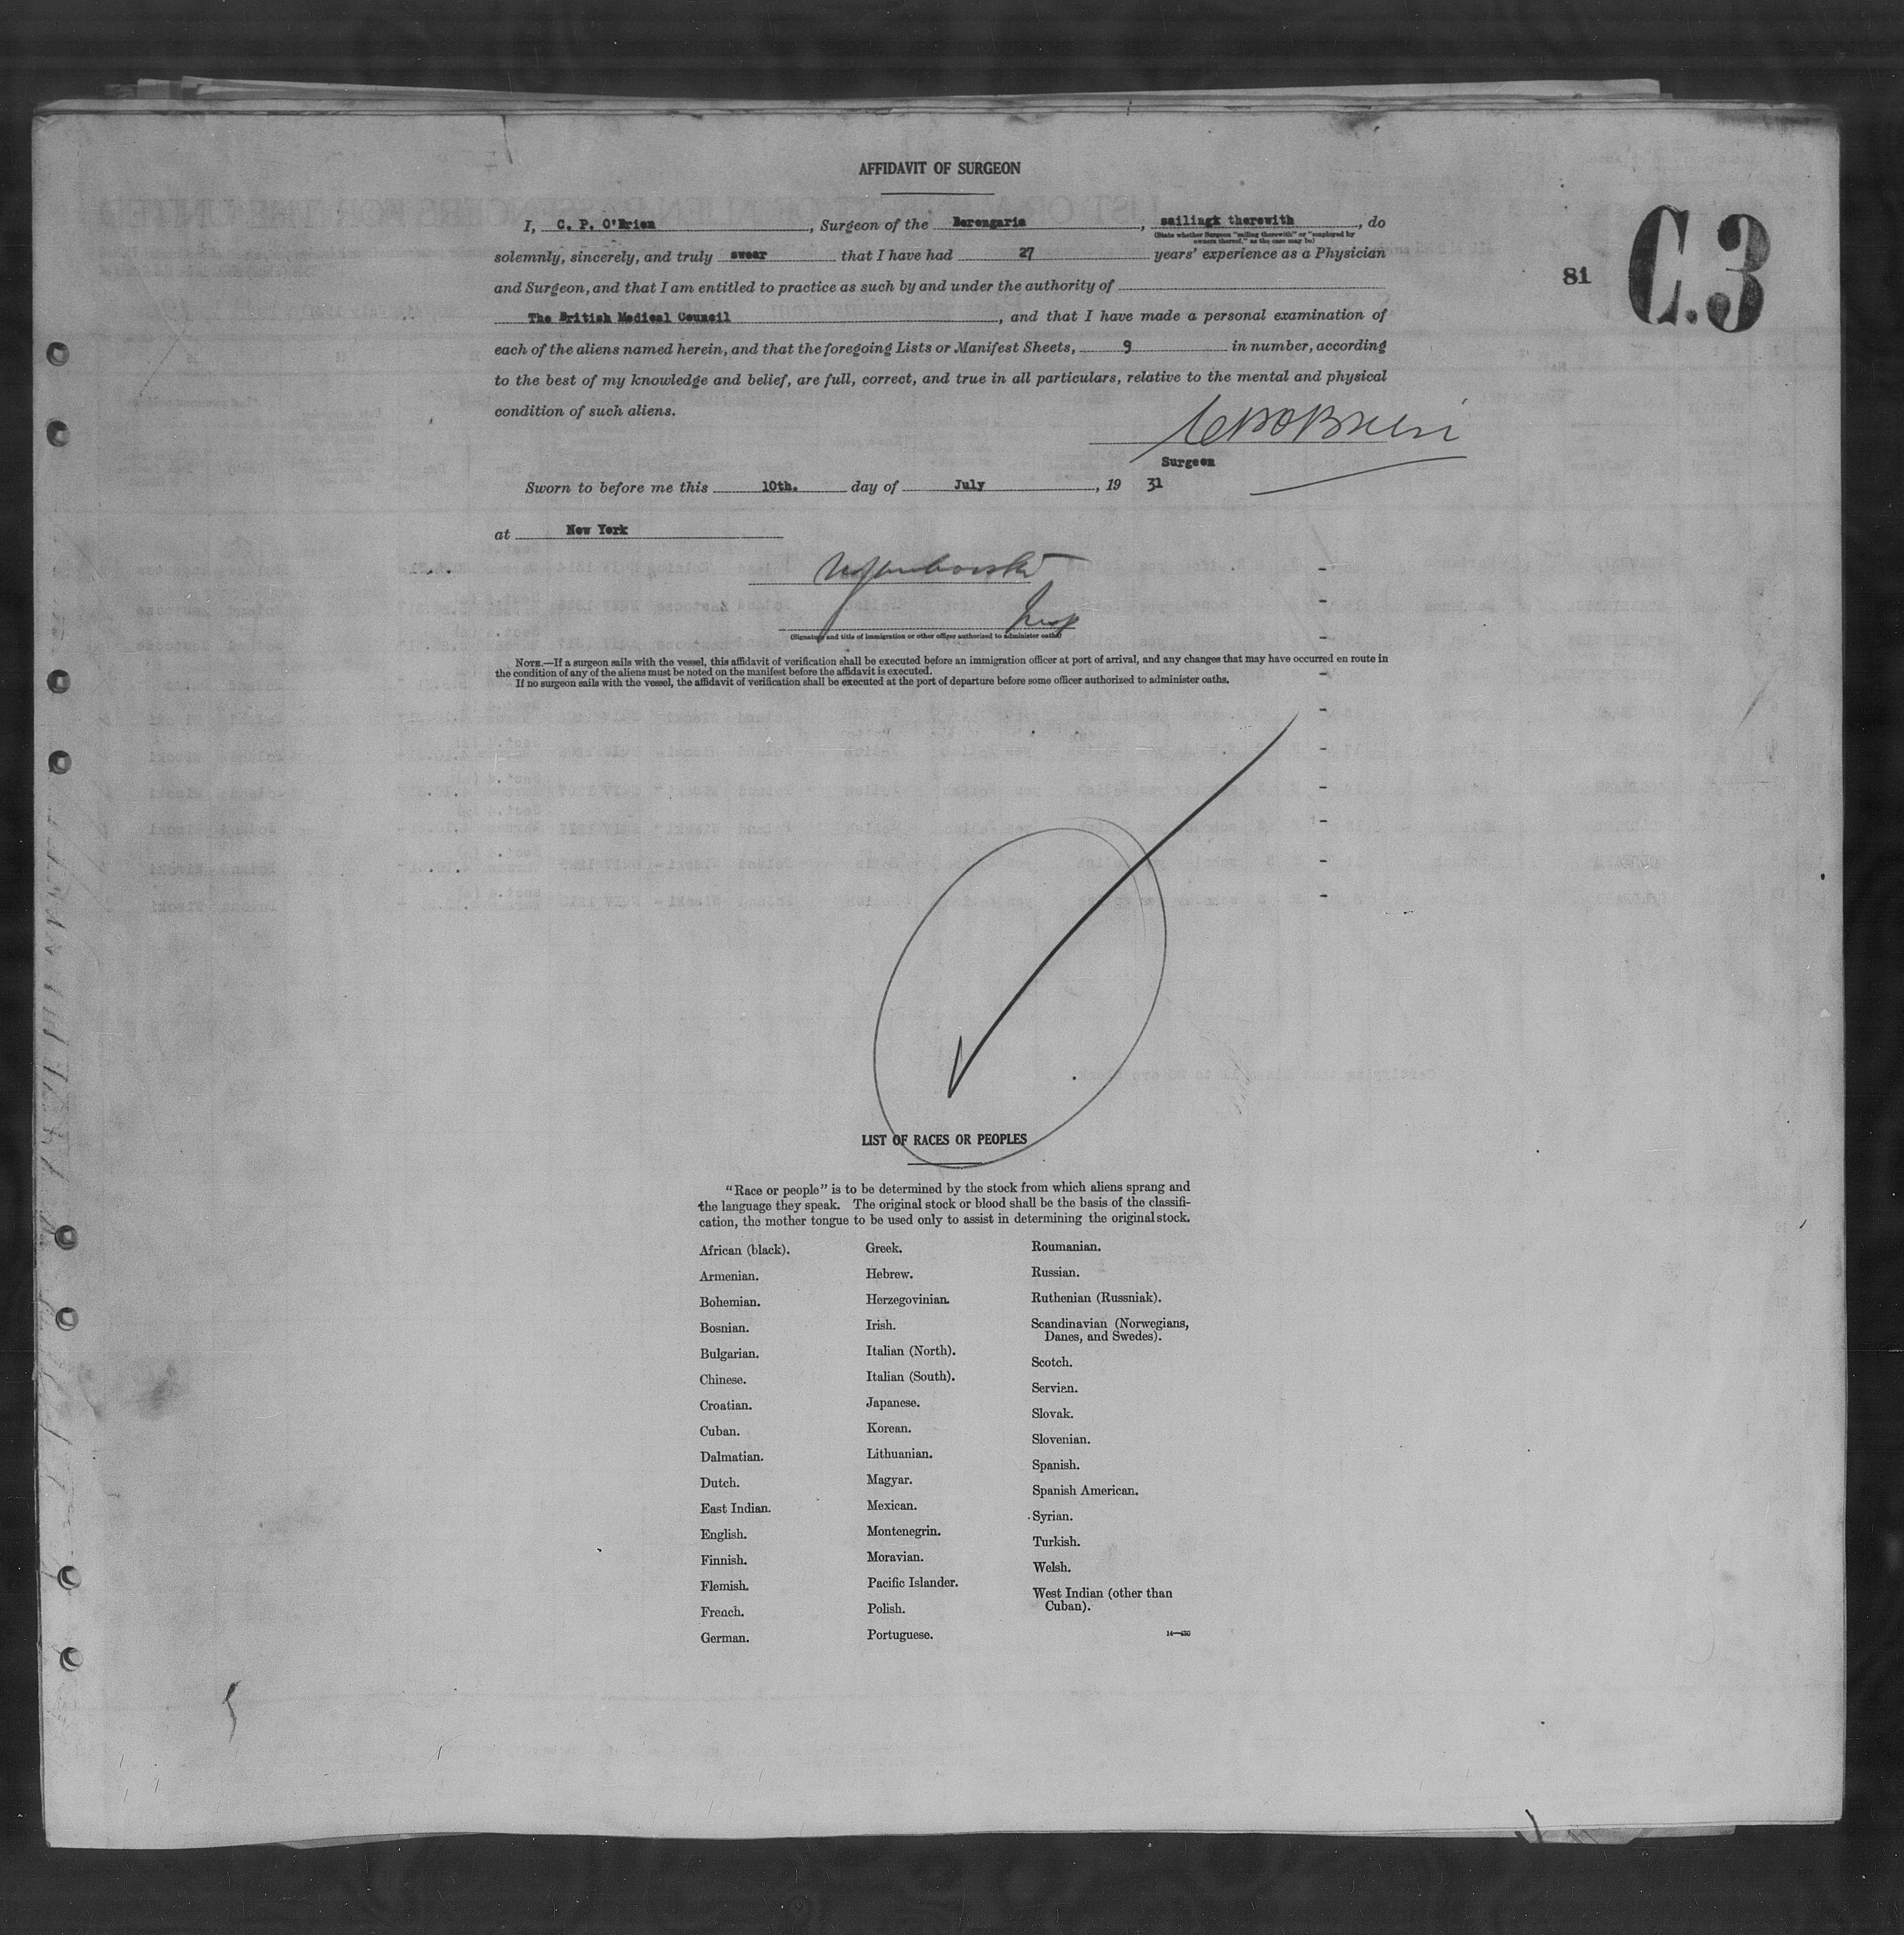 AFFIDAVIT OF SURGEON
81
C.3
I, C. P. O'Brien, Surgeon of the Berengaria, sailingk therewith, do
(State whether Surgeon "sailing therewith" or "employed by
owners thereof," as the case may be)
solemnly, sincerely, and truly swear that I have had 27 years' experience as a Physician
and Surgeon, and that I am entitled to practice as such by and under the authority of
The British Medical Council, and that I have made a personal examination of
each of the aliens named herein, and that the foregoing Lists or Manifest Sheets, 9 in number, according
to the best of my knowledge and belief, are full, correct, and true in all particulars, relative to the mental and physical
condition of such aliens.
CPOBrien
Surgeon
Sworn to before me this 10th. day of July, 19 31
at New York
Insp
(Signature and title of immigration or other officer authorized to administer oaths)
NOTE.—If a surgeon sails with the vessel, this affidavit of verification shall be executed before an immigration officer at port of arrival, and any changes that may have occurred en route in
the condition of any of the aliens must be noted on the manifest before the affidavit is executed.
If no surgeon sails with the vessel, the affidavit of verification shall be executed at the port of departure before some officer authorized to administer oaths.
LIST OF RACES OR PEOPLES
"Race or people" is to be determined by the stock from which aliens sprang and
the language they speak. The original stock or blood shall be the basis of the classifi-
cation, the mother tongue to be used only to assist in determining the original stock.
African (black).
Armenian.
Bohemian.
Bosnian.
Bulgarian.
Chinese.
Croatian.
Cuban.
Dalmatian.
Dutch.
East Indian.
English.
Finnish.
Flemish.
French.
German.
Greek.
Hebrew.
Herzegovinian.
Irish.
Italian (North).
Italian (South).
Japanese.
Korean.
Lithuanian.
Magyar.
Mexican.
Montenegrin.
Moravian.
Pacific Islander.
Polish.
Portuguese.
Roumanian.
Russian.
Ruthenian (Russniak).
Scandinavian (Norwegians,
Danes, and Swedes).
Scotch.
Servian.
Slovak.
Slovenian.
Spanish.
Spanish American.
Syrian.
Turkish.
Welsh.
West Indian (other than
Cuban).